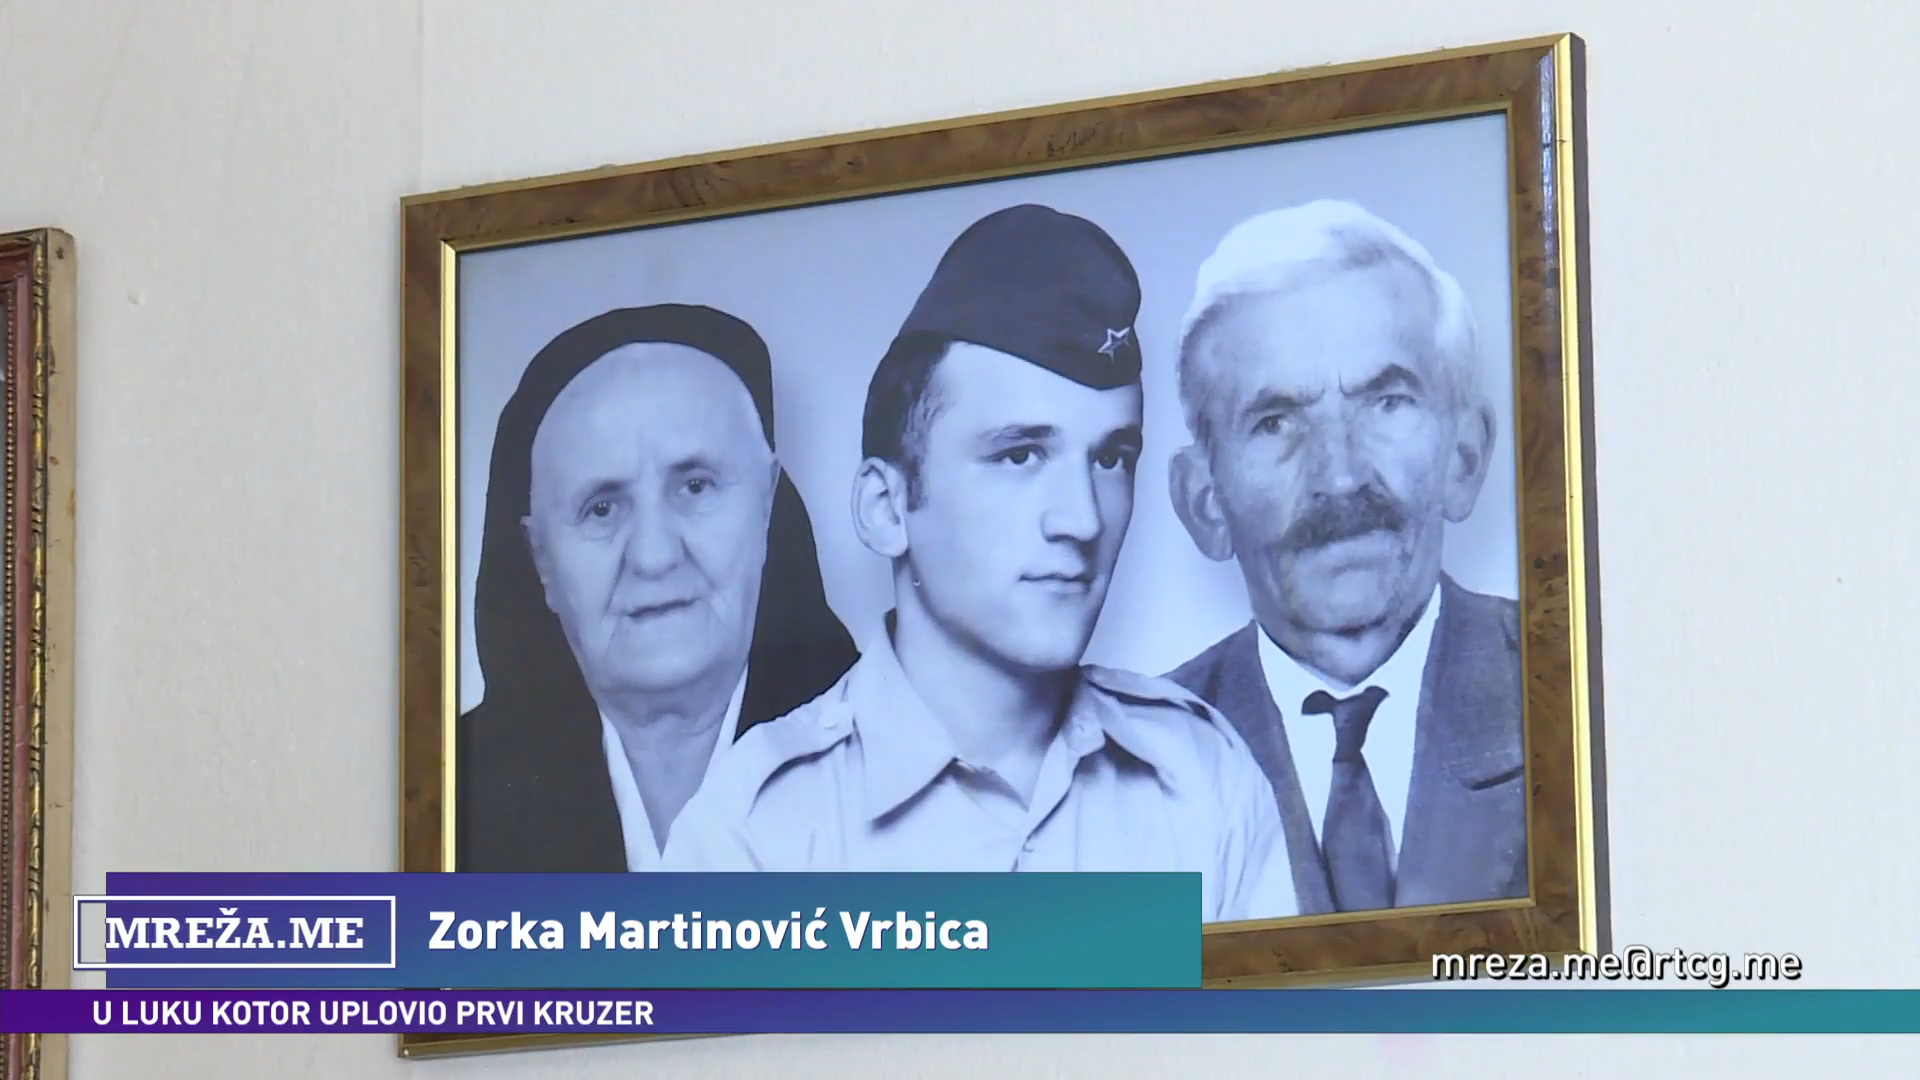 MREŽA.ME
Zorka Martinović Vrbica
mreza.me@rtcg.me
U LUKU KOTOR UPLOVIO PRVI KRUZER